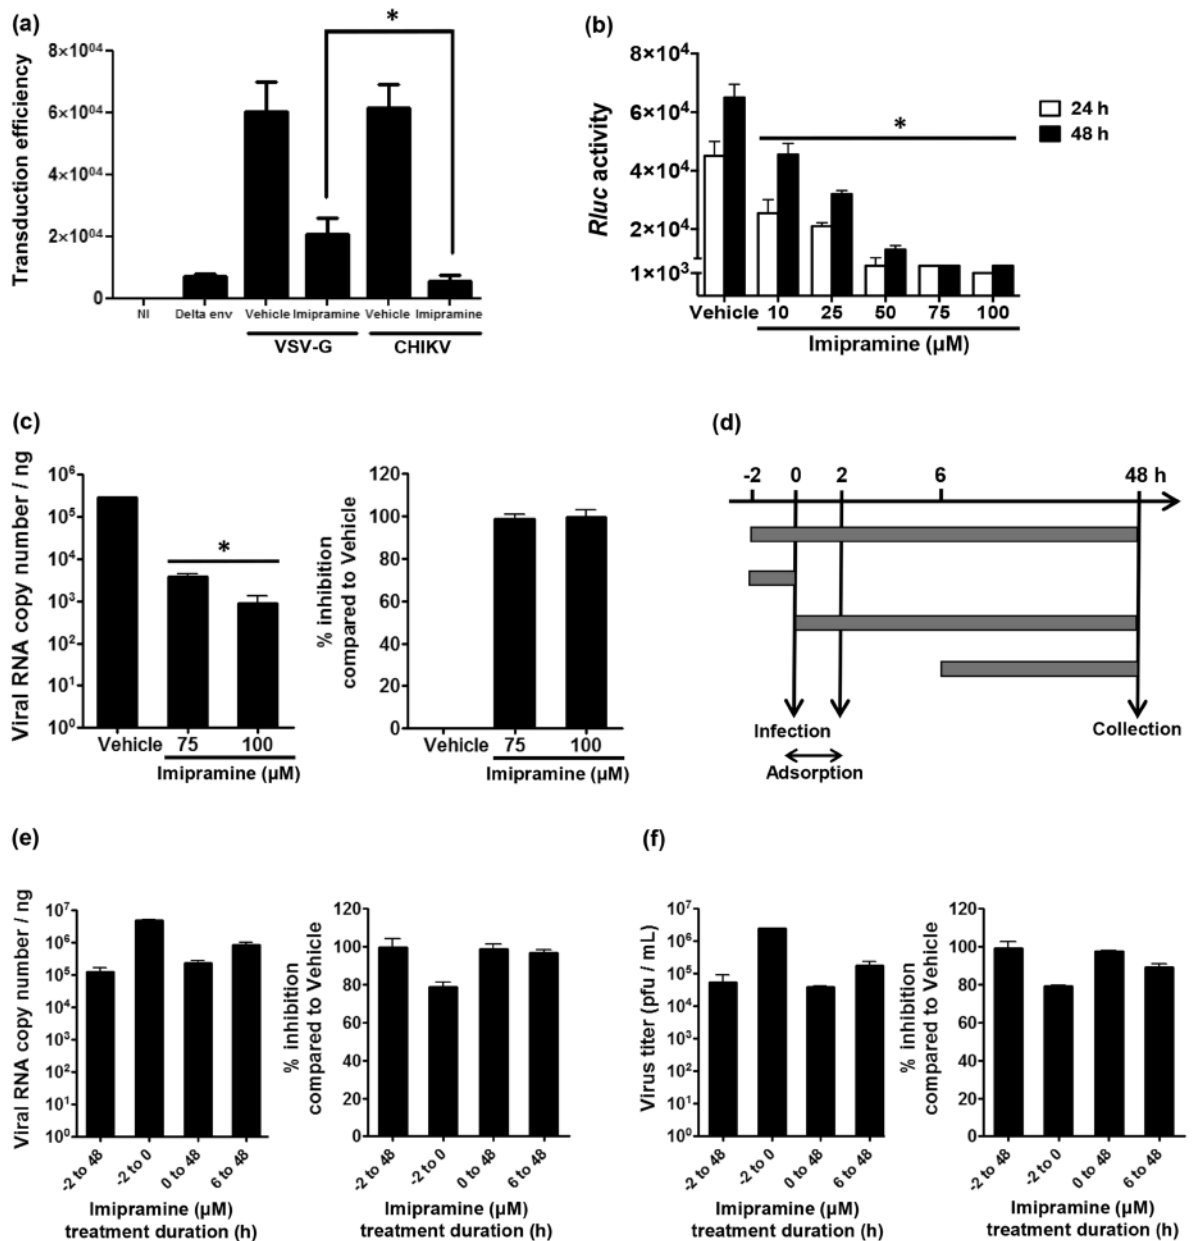 (a)
*
Transduction efficiency
8×10⁰⁴
6×10⁰⁴
4×10⁰⁴
2×10⁰⁴
0
NI Delta env Vehicle Imipramine Vehicle Imipramine
VSV-G CHIKV
(b)
Rluc activity
8×10⁴
6×10⁴
4×10⁴
2×10⁴
1×10³
*
24 h
48 h
Vehicle 10 25 50 75 100
Imipramine (µM)
(c)
Viral RNA copy number / ng
10⁶
10⁵
10⁴
10³
10²
10¹
10⁰
*
Vehicle 75 100
Imipramine (µM)
% inhibition
compared to Vehicle
120
100
80
60
40
20
0
Vehicle 75 100
Imipramine (µM)
(d)
-2 0 2 6 48 h
Infection
Collection
Adsorption
(e)
Viral RNA copy number / ng
10⁷
10⁶
10⁵
10⁴
10³
10²
10¹
10⁰
-2 to 48
-2 to 0
0 to 48
6 to 48
Imipramine (µM)
treatment duration (h)
% inhibition
compared to Vehicle
120
100
80
60
40
20
0
-2 to 48
-2 to 0
0 to 48
6 to 48
Imipramine (µM)
treatment duration (h)
(f)
Virus titer (pfu / mL)
10⁷
10⁶
10⁵
10⁴
10³
10²
10¹
10⁰
-2 to 48
-2 to 0
0 to 48
6 to 48
Imipramine (µM)
treatment duration (h)
% inhibition
compared to Vehicle
120
100
80
60
40
20
0
-2 to 48
-2 to 0
0 to 48
6 to 48
Imipramine (µM)
treatment duration (h)